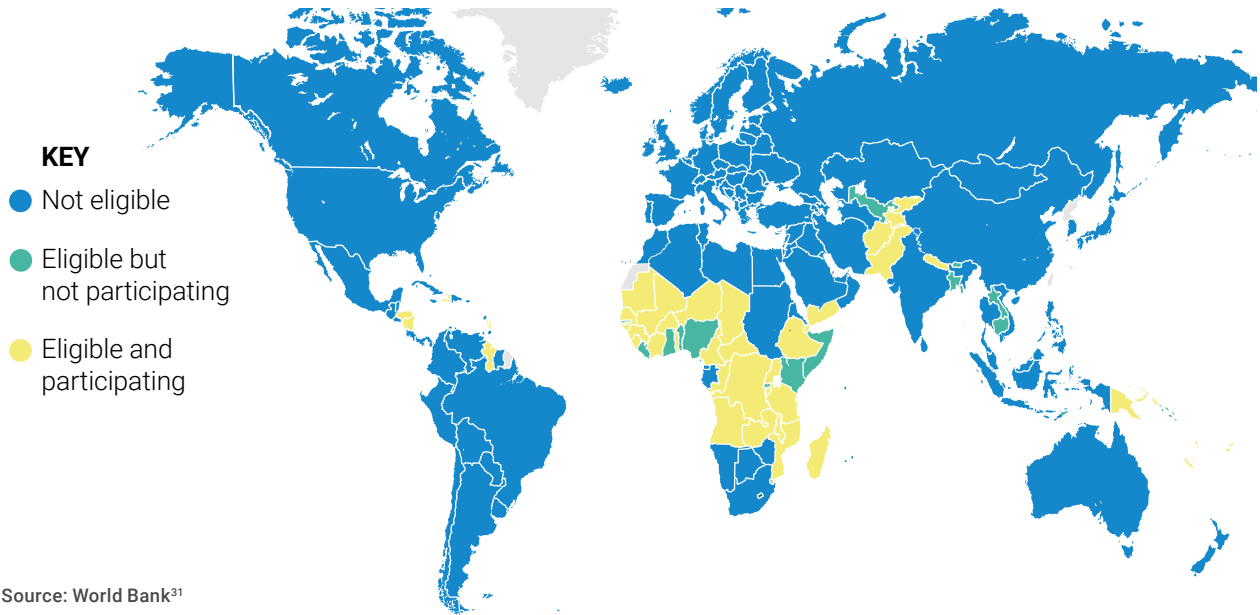 KEY
Not eligible
Eligible but
not participating
Eligible and
participating
Source: World Bank³¹